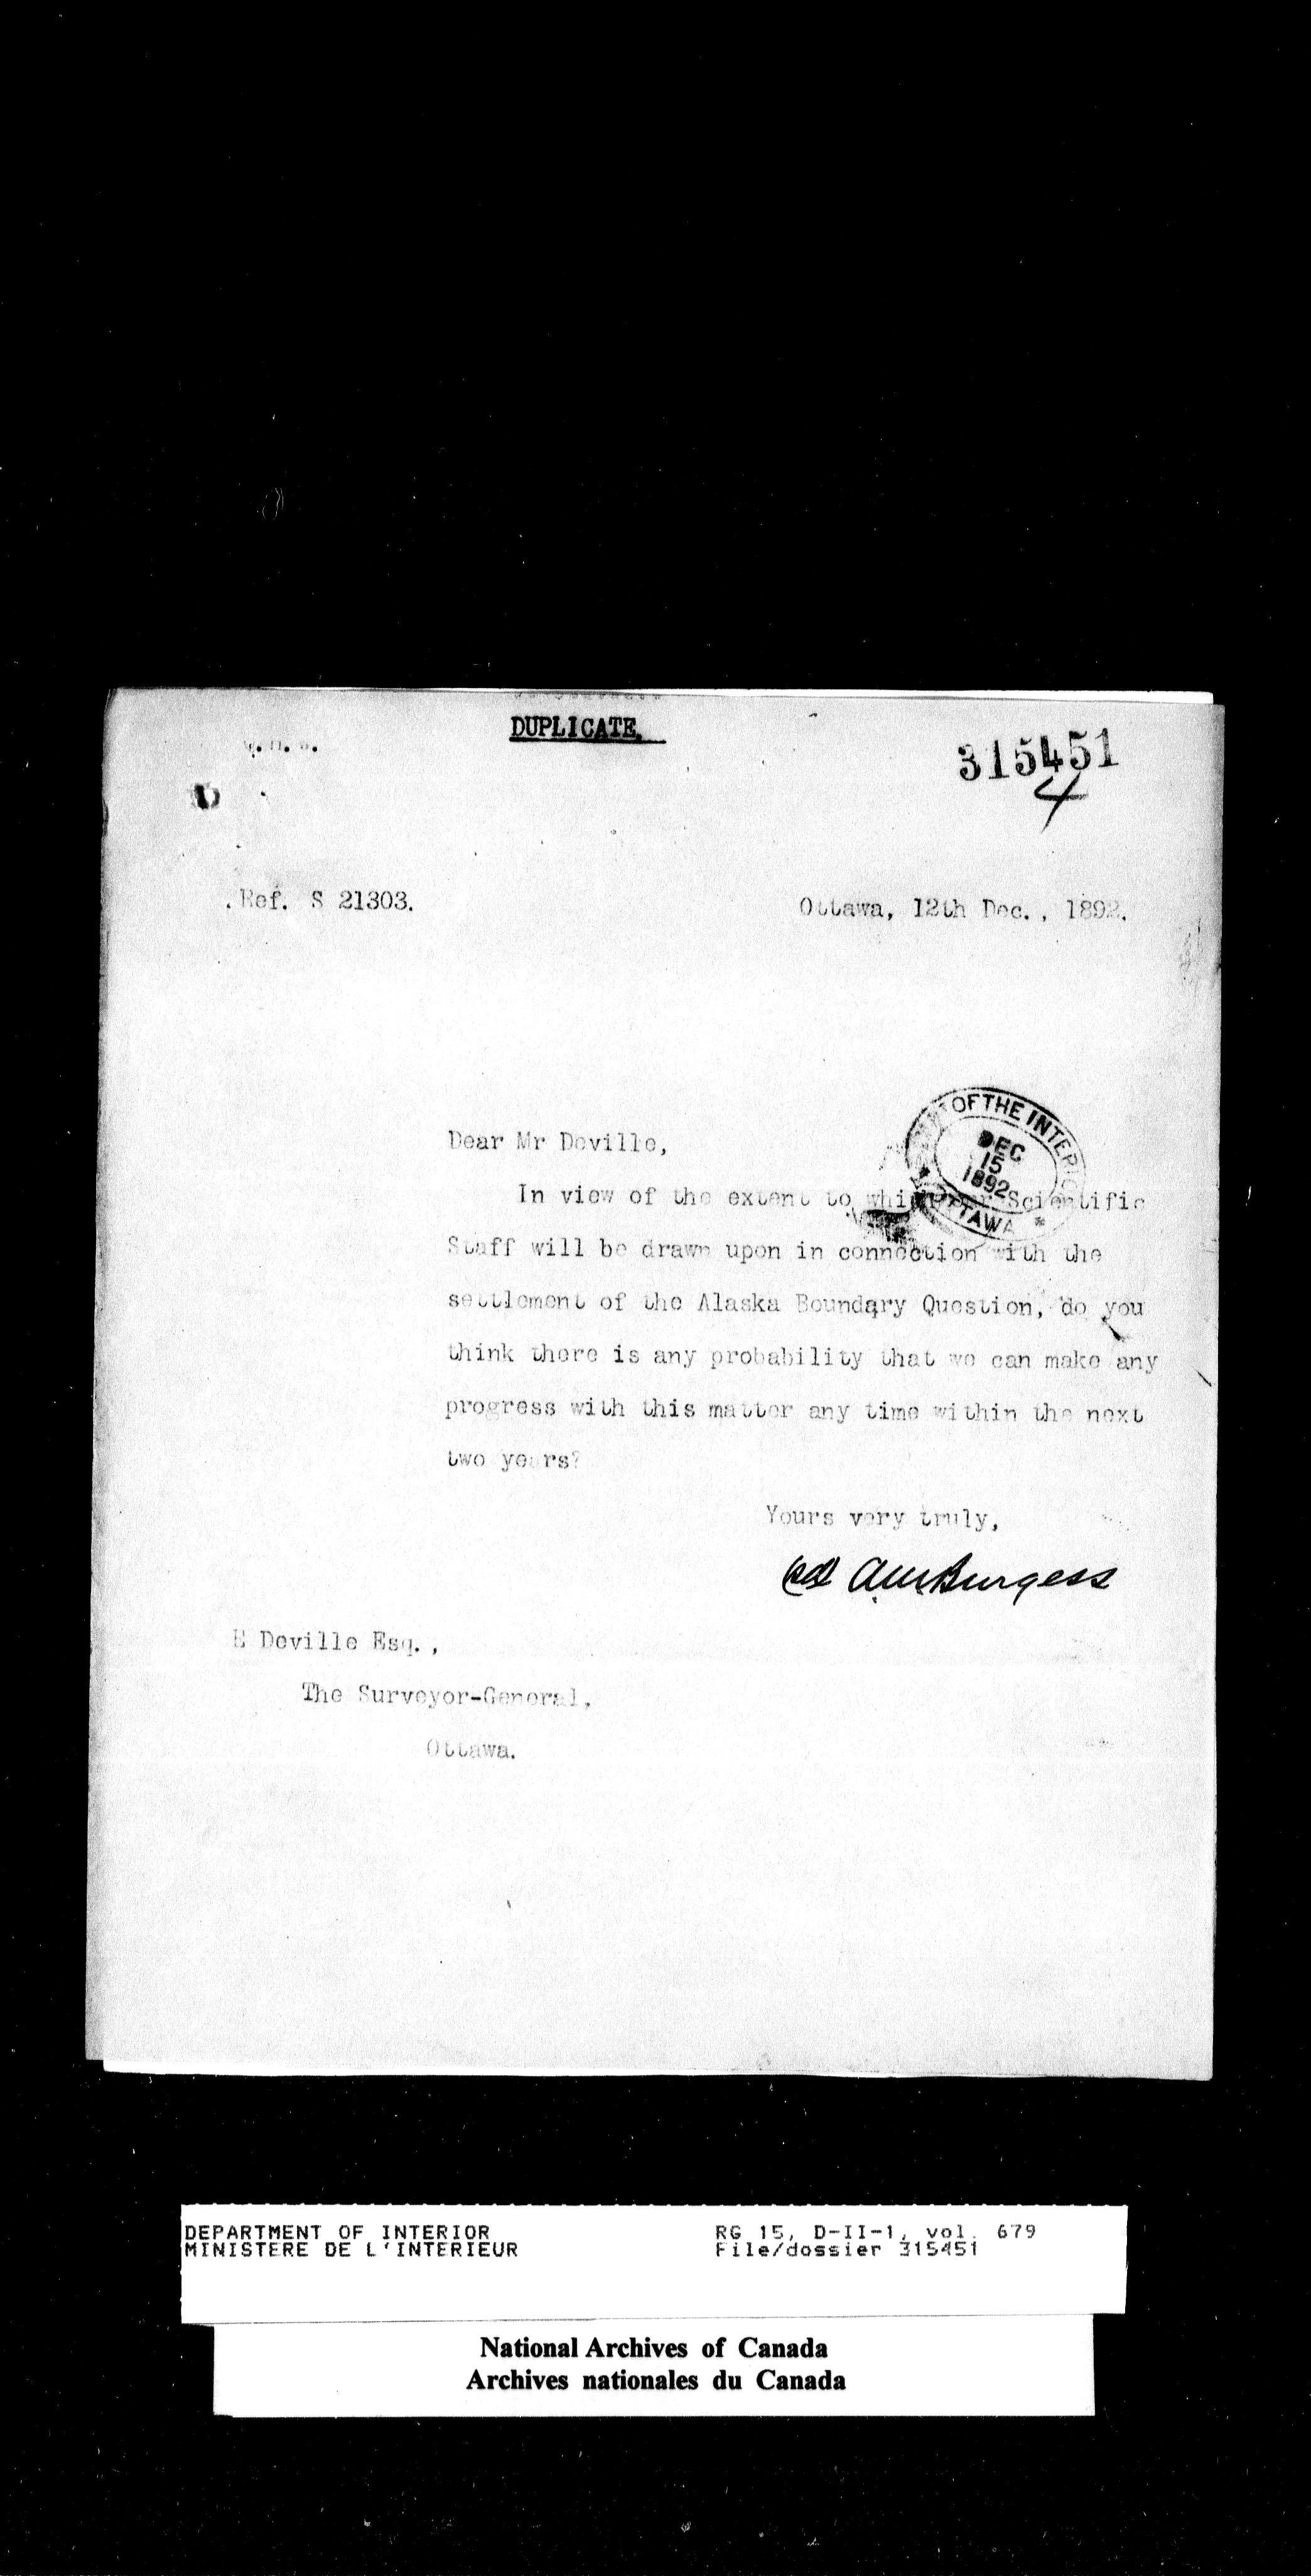 DUPLICATE.
315451
4
Ref. S 21303.
Ottawa, 12th Dec., 1892.
OF THE INTERIOR
DEC
15
1892
OTTAWA *
Dear Mr Deville,
In view of the extent to which our Scientific
Staff will be drawn upon in connection with the
settlement of the Alaska Boundary Question, do you
think there is any probability that we can make any
progress with this matter any time within the next
two years?
Yours very truly,
(sd) A M Burgess
E Deville Esq.,
The Surveyor-General,
Ottawa.
DEPARTMENT OF INTERIOR
MINISTERE DE L'INTERIEUR
RG 15, D-II-1, vol. 679
File/dossier 315451
National Archives of Canada
Archives nationales du Canada